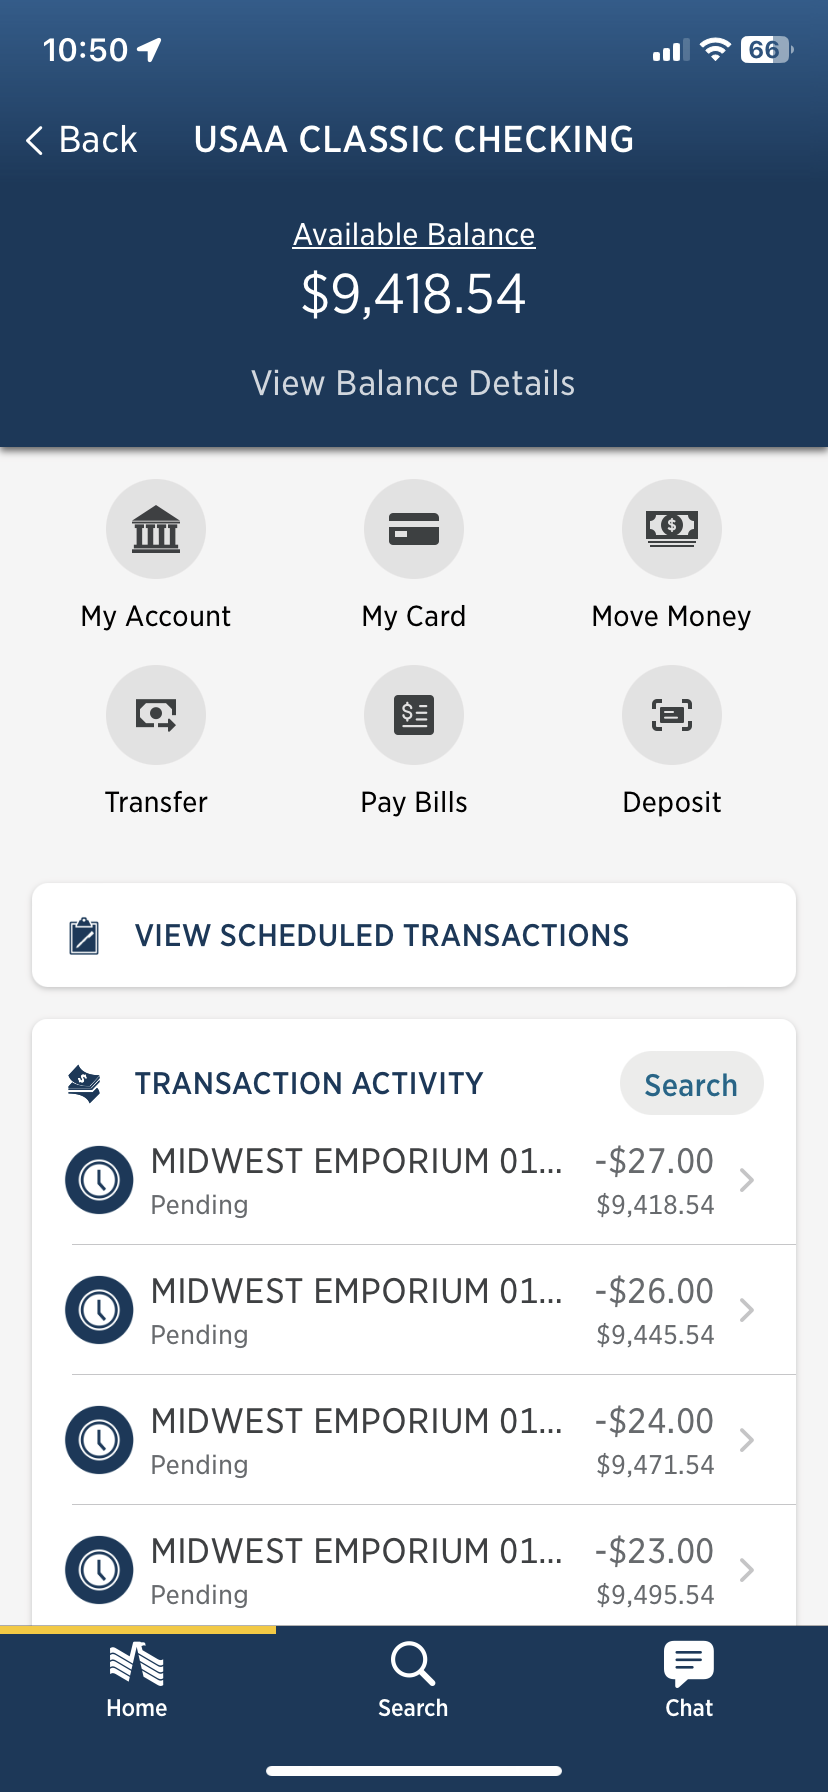 10:50
66
Back USAA CLASSIC CHECKING
Available Balance
$9,418.54
View Balance Details
My Account My Card Move Money
Transfer Pay Bills Deposit
VIEW SCHEDULED TRANSACTIONS
TRANSACTION ACTIVITY Search
MIDWEST EMPORIUM 01... -$27.00
Pending $9,418.54
MIDWEST EMPORIUM 01... -$26.00
Pending $9,445.54
MIDWEST EMPORIUM 01... -$24.00
Pending $9,471.54
MIDWEST EMPORIUM 01... -$23.00
Pending $9,495.54
Home Search Chat